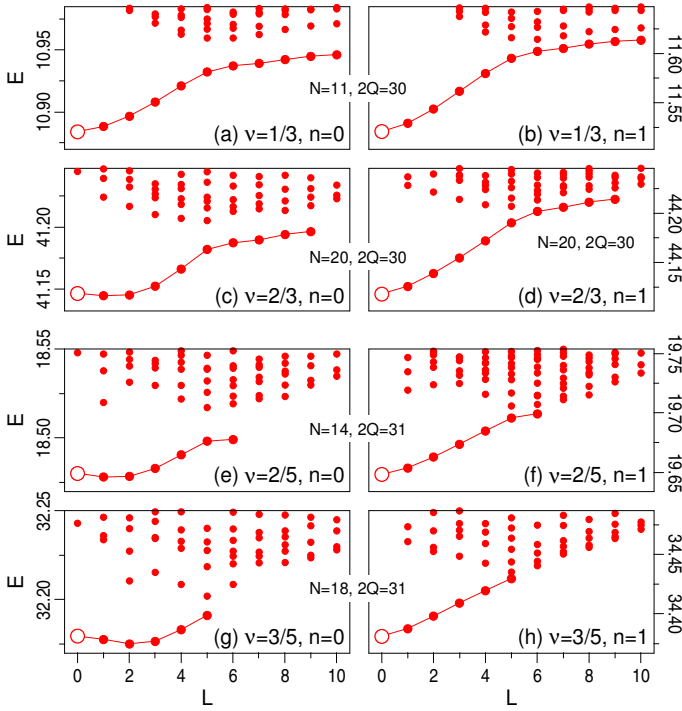 E
10.95
10.90
(a) ν=1/3, n=0
N=11, 2Q=30
(b) ν=1/3, n=1
11.60
11.55
E
41.20
41.15
(c) ν=2/3, n=0
N=20, 2Q=30
N=20, 2Q=30
(d) ν=2/3, n=1
44.20
44.15
E
18.55
18.50
(e) ν=2/5, n=0
N=14, 2Q=31
(f) ν=2/5, n=1
19.75
19.70
19.65
E
32.25
32.20
(g) ν=3/5, n=0
N=18, 2Q=31
(h) ν=3/5, n=1
34.45
34.40
0 2 4 6 8 10
0 2 4 6 8 10
L
L